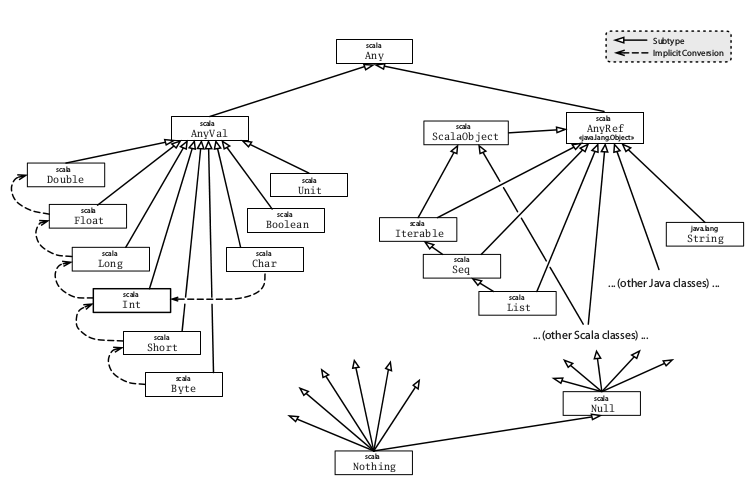 scala
Any
Subtype
Implicit Conversion
scala
AnyVal
scala
ScalaObject
scala
AnyRef
«java.lang.Object»
scala
Double
scala
Unit
scala
Float
scala
Boolean
scala
Iterable
java.lang
String
scala
Long
scala
Char
scala
Seq
... (other Java classes) ...
scala
Int
scala
List
scala
Short
... (other Scala classes) ...
scala
Byte
scala
Null
scala
Nothing